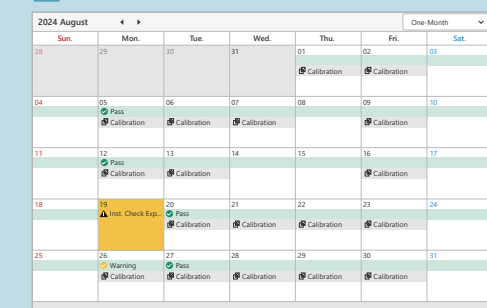 2024 August One-Month
Sun. Mon. Tue. Wed. Thu. Fri. Sat.
28 29 30 31 01 02 03
Calibration Calibration
04 05 06 07 08 09 10
Pass
Calibration Calibration Calibration Calibration
11 12 13 14 15 16 17
Pass
Calibration Calibration Calibration
18 19 20 21 22 23 24
Inst. Check Exp... Pass
Calibration Calibration Calibration Calibration
25 26 27 28 29 30 31
Warning Pass
Calibration Calibration Calibration Calibration Calibration